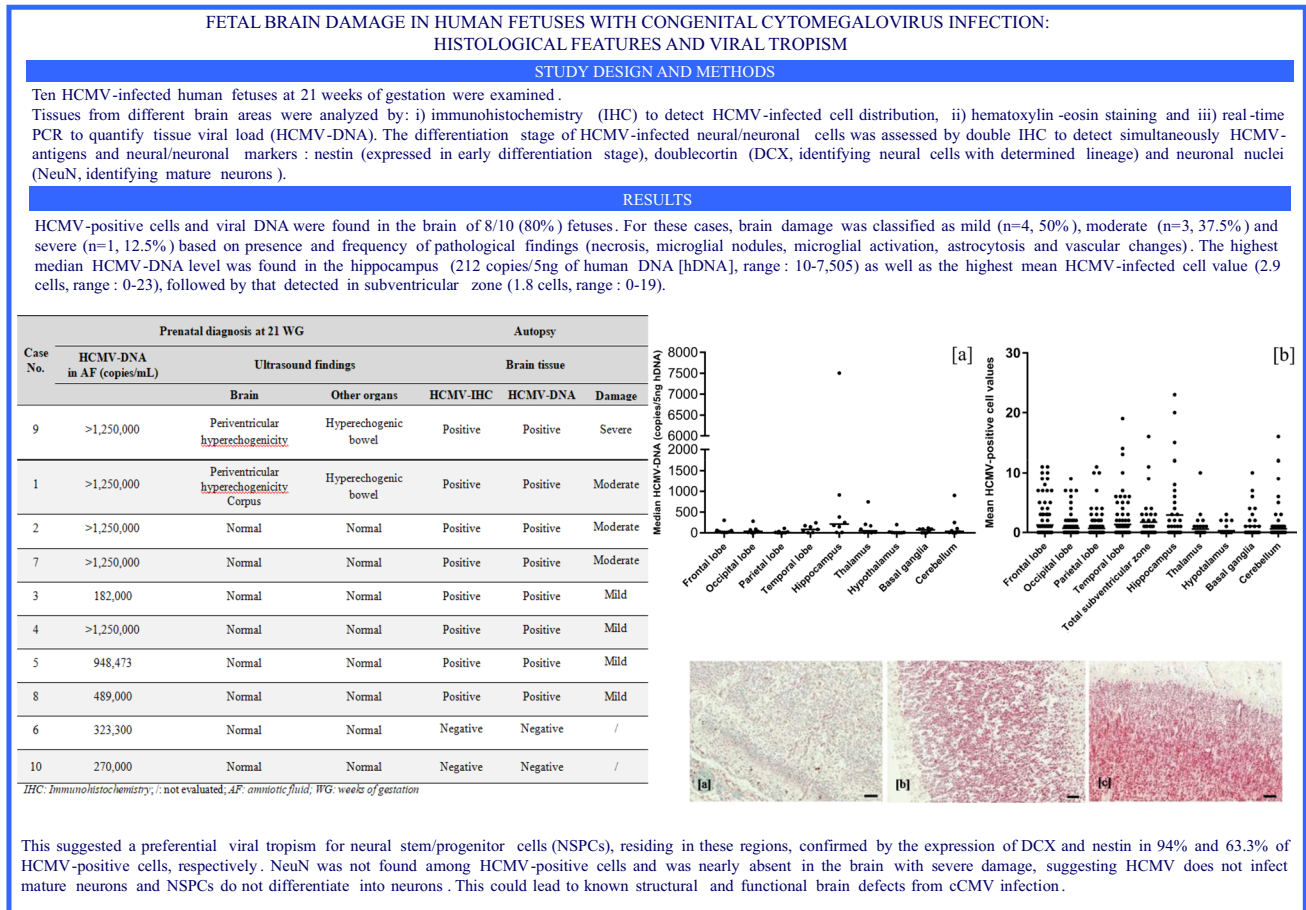 FETAL BRAIN DAMAGE IN HUMAN FETUSES WITH CONGENITAL CYTOMEGALOVIRUS INFECTION:
HISTOLOGICAL FEATURES AND VIRAL TROPISM
STUDY DESIGN AND METHODS
Ten HCMV-infected human fetuses at 21 weeks of gestation were examined.
Tissues from different brain areas were analyzed by: i) immunohistochemistry (IHC) to detect HCMV-infected cell distribution, ii) hematoxylin-eosin staining and iii) real-time
PCR to quantify tissue viral load (HCMV-DNA). The differentiation stage of HCMV-infected neural/neuronal cells was assessed by double IHC to detect simultaneously HCMV-
antigens and neural/neuronal markers: nestin (expressed in early differentiation stage), doublecortin (DCX, identifying neural cells with determined lineage) and neuronal nuclei
(NeuN, identifying mature neurons).
RESULTS
HCMV-positive cells and viral DNA were found in the brain of 8/10 (80%) fetuses. For these cases, brain damage was classified as mild (n=4, 50%), moderate (n=3, 37.5%) and
severe (n=1, 12.5%) based on presence and frequency of pathological findings (necrosis, microglial nodules, microglial activation, astrocytosis and vascular changes). The highest
median HCMV-DNA level was found in the hippocampus (212 copies/5ng of human DNA [hDNA], range: 10-7,505) as well as the highest mean HCMV-infected cell value (2.9
cells, range: 0-23), followed by that detected in subventricular zone (1.8 cells, range: 0-19).
Case No. Prenatal diagnosis at 21 WG Autopsy
HCMV-DNA in AF (copies/mL) Ultrasound findings Brain tissue
Brain Other organs HCMV-IHC HCMV-DNA Damage
9 >1,250,000 Periventricular hyperechogenicity Hyperechogenic bowel Positive Positive Severe
1 >1,250,000 Periventricular hyperechogenicity Corpus Hyperechogenic bowel Positive Positive Moderate
2 >1,250,000 Normal Normal Positive Positive Moderate
7 >1,250,000 Normal Normal Positive Positive Moderate
3 182,000 Normal Normal Positive Positive Mild
4 >1,250,000 Normal Normal Positive Positive Mild
5 948,473 Normal Normal Positive Positive Mild
8 489,000 Normal Normal Positive Positive Mild
6 323,300 Normal Normal Negative Negative /
10 270,000 Normal Normal Negative Negative /
IHC: Immunohistochemistry; /: not evaluated; AF: amniotic fluid; WG: weeks of gestation
[a]
Median HCMV-DNA (copies/5ng hDNA)
8000
7500
7000
6500
6000
2000
1500
1000
500
0
Frontal lobe
Occipital lobe
Parietal lobe
Temporal lobe
Hippocampus
Thalamus
Hypothalamus
Basal ganglia
Cerebellum
[b]
Mean HCMV-positive cell values
30
20
10
0
Frontal lobe
Occipital lobe
Parietal lobe
Temporal lobe
Total subventricular zone
Hippocampus
Thalamus
Hypotalamus
Basal ganglia
Cerebellum
[a]
[b]
[c]
This suggested a preferential viral tropism for neural stem/progenitor cells (NSPCs), residing in these regions, confirmed by the expression of DCX and nestin in 94% and 63.3% of
HCMV-positive cells, respectively. NeuN was not found among HCMV-positive cells and was nearly absent in the brain with severe damage, suggesting HCMV does not infect
mature neurons and NSPCs do not differentiate into neurons. This could lead to known structural and functional brain defects from cCMV infection.